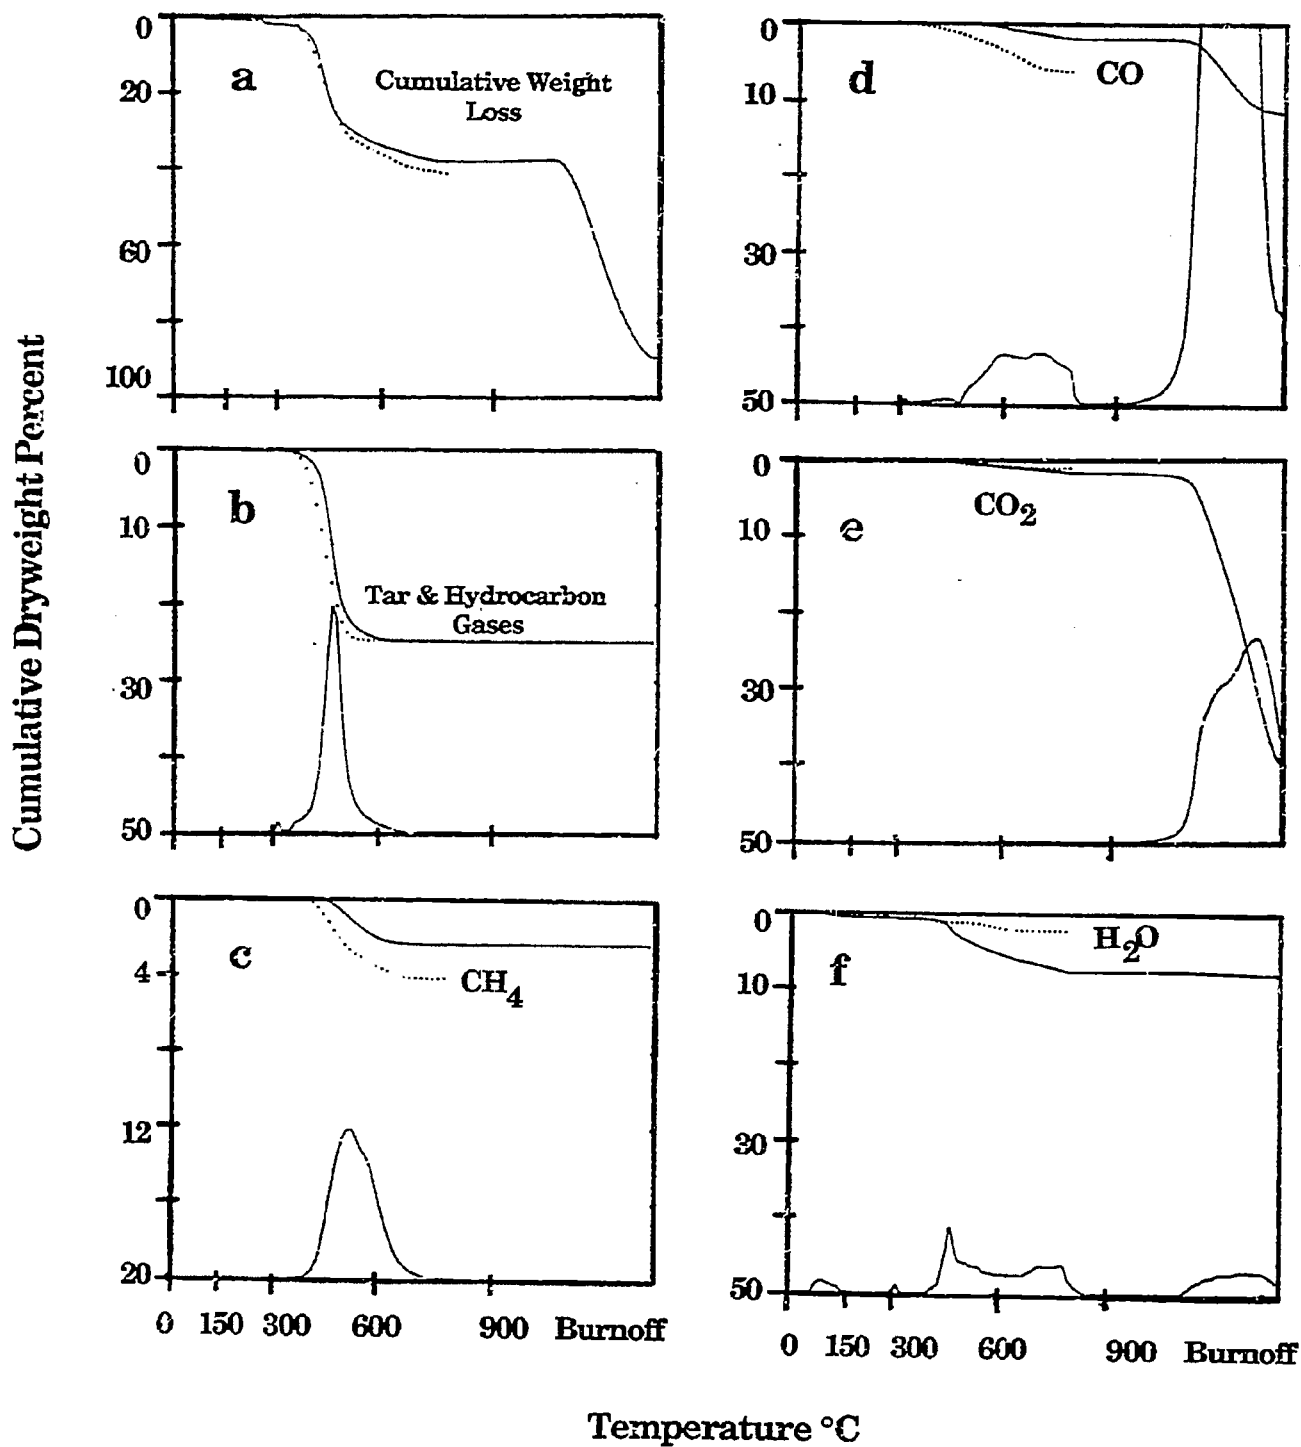 Cumulative Dryweight Percent
0
20
60
100
a
Cumulative Weight
Loss
0
10
30
50
b
Tar & Hydrocarbon
Gases
0
4
12
20
c
CH4
0 150 300 600 900 Burnoff
0
10
30
50
d
CO
0
10
30
50
e
CO2
0
10
30
50
f
H2O
0 150 300 600 900 Burnoff
Temperature °C